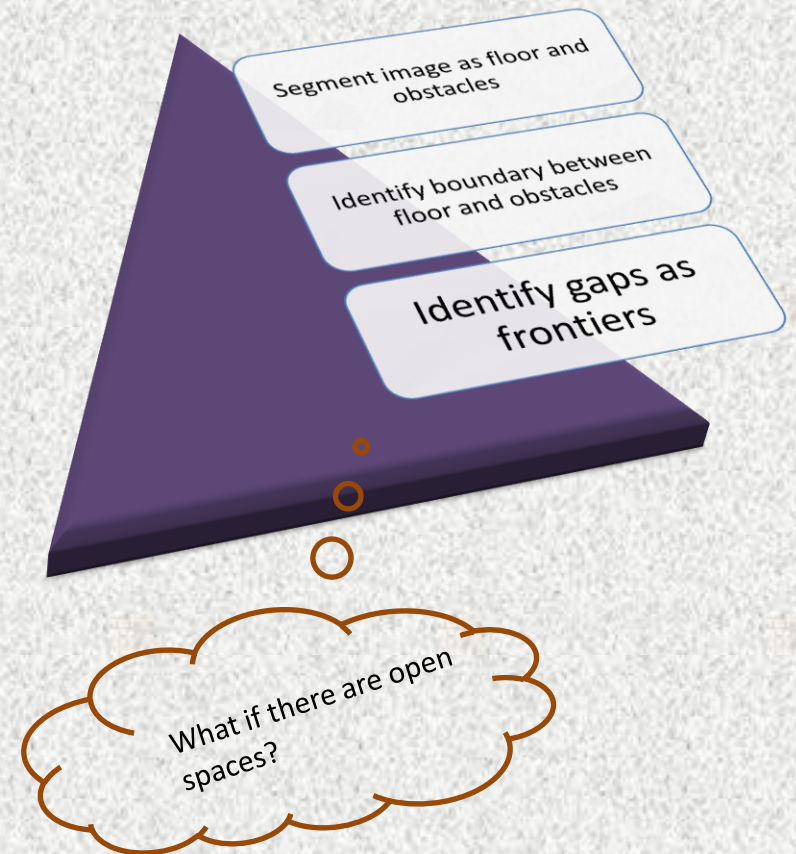 Segment image as floor and
obstacles
Identify boundary between
floor and obstacles
Identify gaps as
frontiers
What if there are open
spaces?